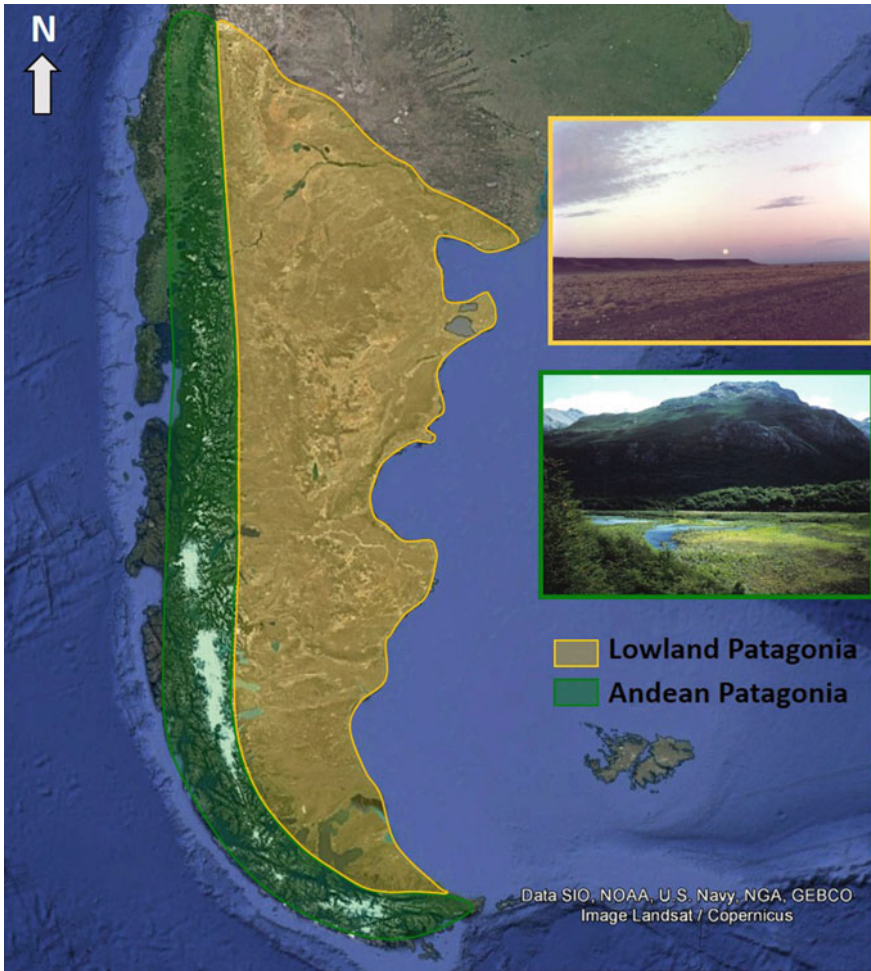 N
Lowland Patagonia
Andean Patagonia
Data SIO, NOAA, U.S. Navy, NGA, GEBCO
Image Landsat / Copernicus